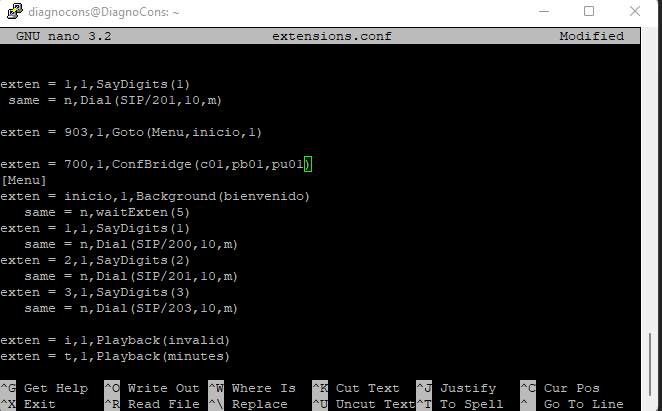 diagnocons@DiagnoCons: ~
GNU nano 3.2 extensions.conf Modified
exten = 1,1,SayDigits(1)
same = n,Dial(SIP/201,10,m)
exten = 903,1,Goto(Menu,inicio,1)
exten = 700,1,ConfBridge(c01,pb01,pu01)
[Menu]
exten = inicio,1,Background(bienvenido)
same = n,waitExten(5)
exten = 1,1,SayDigits(1)
same = n,Dial(SIP/200,10,m)
exten = 2,1,SayDigits(2)
same = n,Dial(SIP/201,10,m)
exten = 3,1,SayDigits(3)
same = n,Dial(SIP/203,10,m)
exten = i,1,Playback(invalid)
exten = t,1,Playback(minutes)
^G Get Help ^O Write Out ^W Where Is ^K Cut Text ^J Justify ^C Cur Pos
^X Exit ^R Read File ^\ Replace ^U Uncut Text ^T To Spell ^_ Go To Line